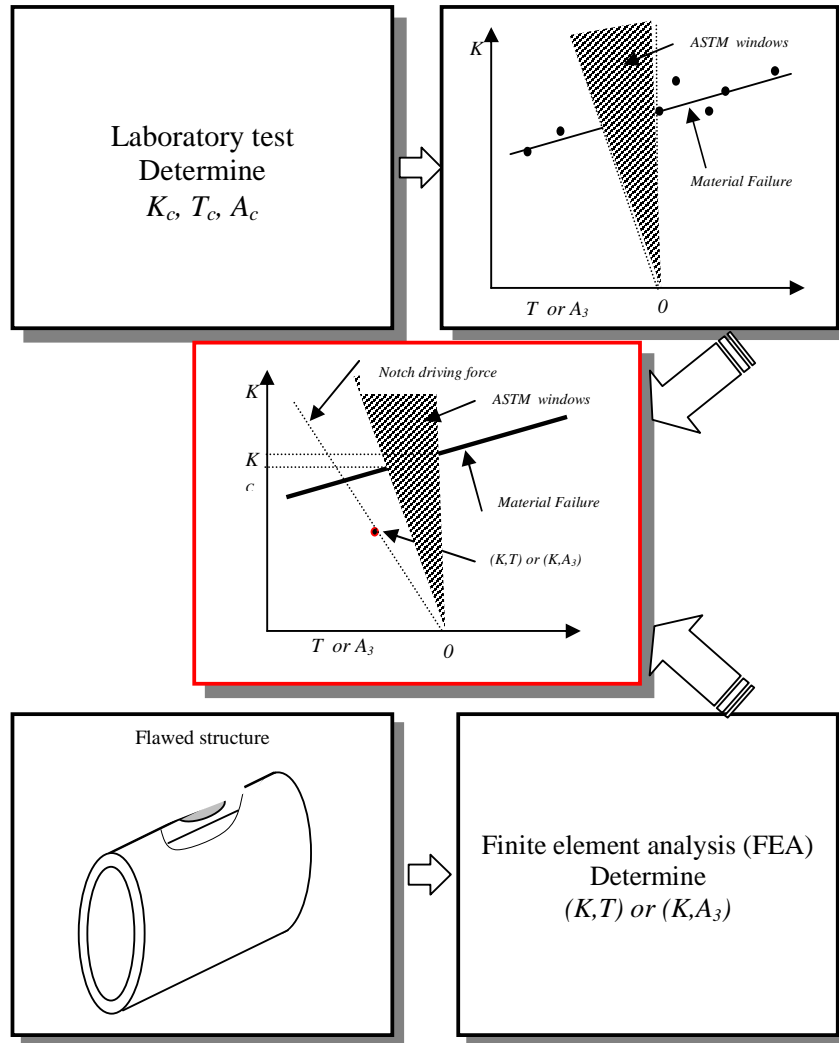 Laboratory test
Determine
Kc, Tc, Ac
K
ASTM windows
Material Failure
T or A3
0
K
Notch driving force
ASTM windows
K
C
Material Failure
(K,T) or (K,A3)
T or A3
0
Flawed structure
Finite element analysis (FEA)
Determine
(K,T) or (K,A3)